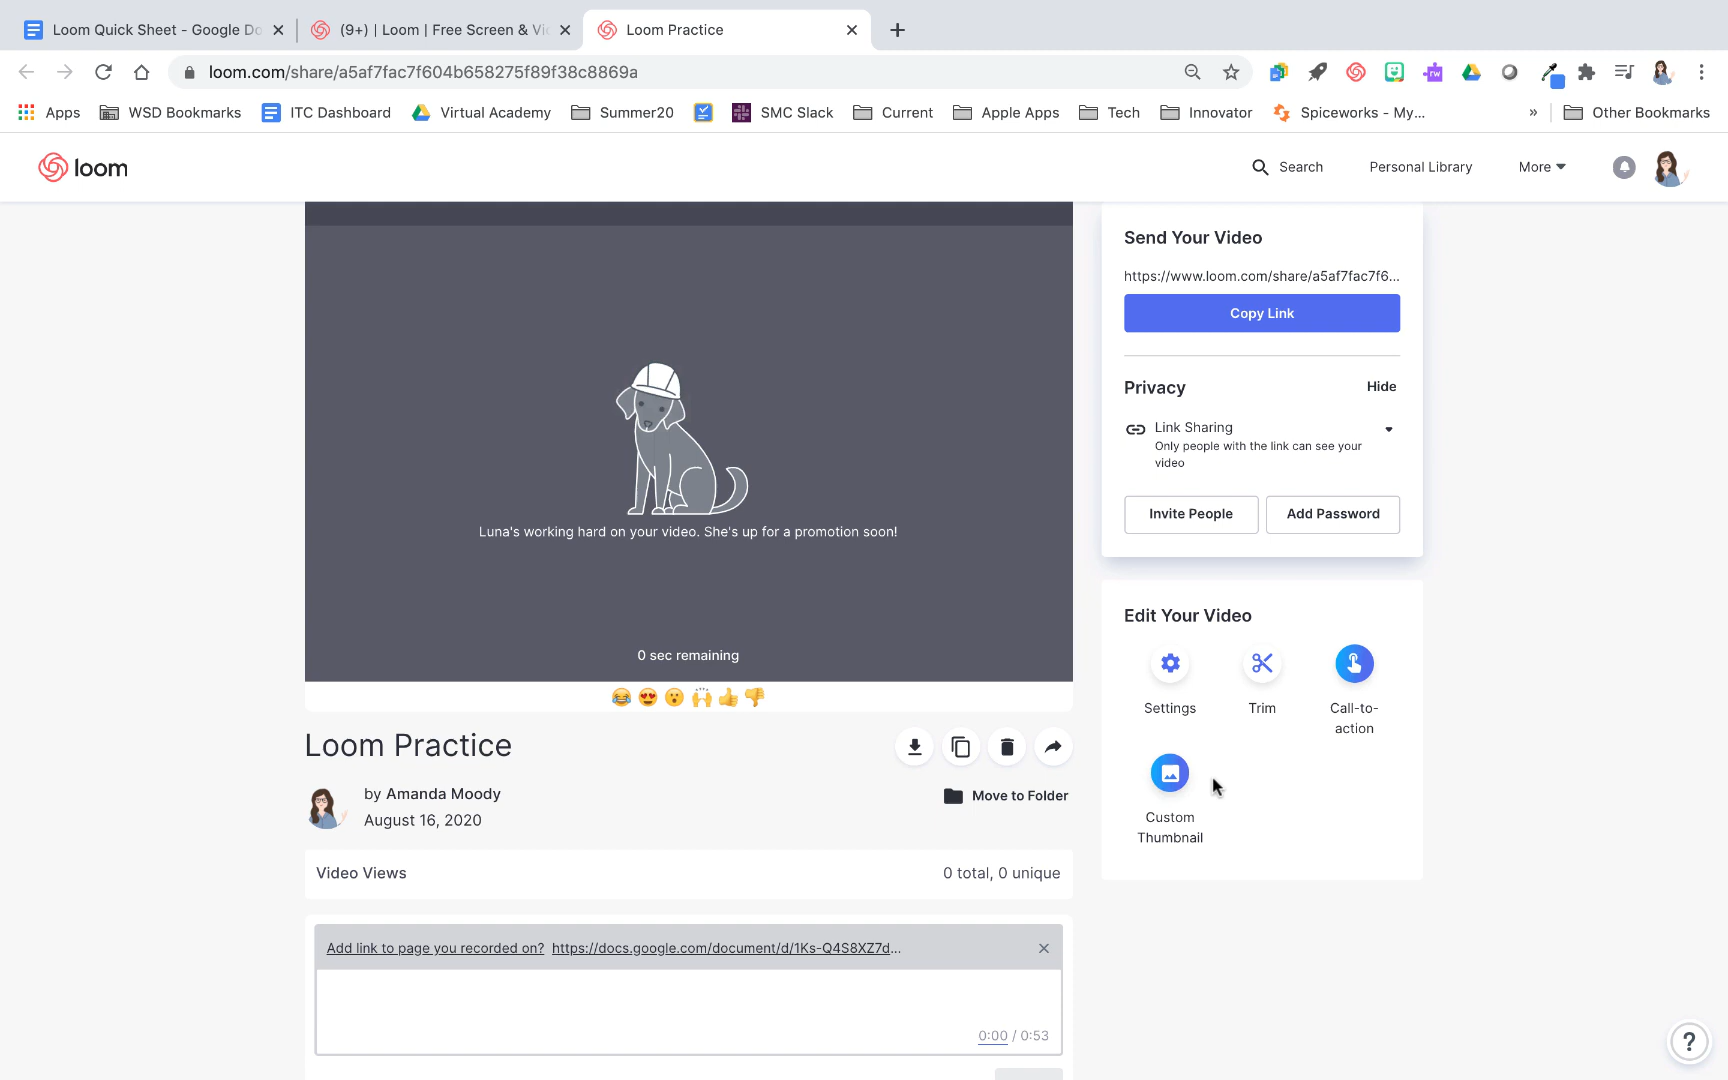 Loom Quick Sheet - Google Do
(9+) | Loom | Free Screen & Vi
Loom Practice
loom.com/share/a5af7fac7f604b658275f89f38c8869a
Apps
WSD Bookmarks
ITC Dashboard
Virtual Academy
Summer20
SMC Slack
Current
Apple Apps
Tech
Innovator
Spiceworks - My...
»
Other Bookmarks
loom
Search
Personal Library
More
Luna's working hard on your video. She's up for a promotion soon!
0 sec remaining
Send Your Video
https://www.loom.com/share/a5af7fac7f6...
Copy Link
Privacy
Hide
Link Sharing
Only people with the link can see your
video
Invite People
Add Password
Edit Your Video
Settings
Trim
Call-to-
action
Custom
Thumbnail
Loom Practice
by Amanda Moody
August 16, 2020
Move to Folder
Video Views
0 total, 0 unique
Add link to page you recorded on? https://docs.google.com/document/d/1Ks-Q4S8XZ7d...
0:00 / 0:53
?
rw